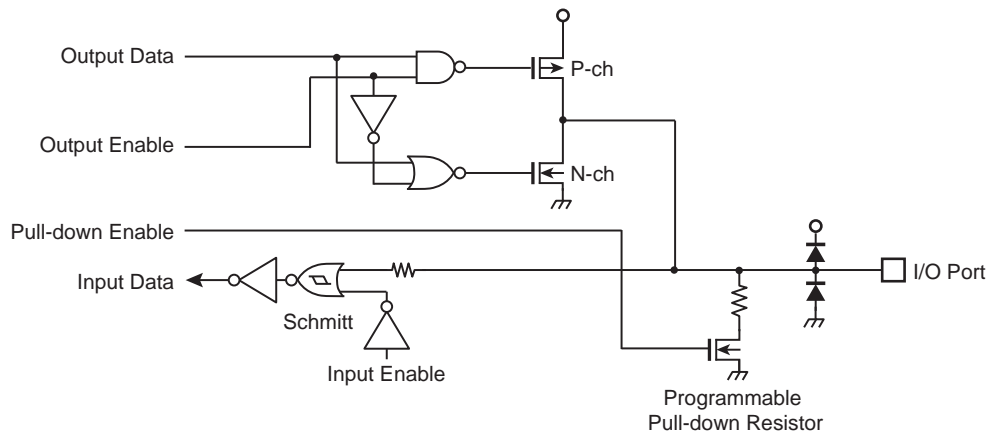 Output Data
P-ch
Output Enable
N-ch
Pull-down Enable
Input Data
I/O Port
Schmitt
Input Enable
Programmable
Pull-down Resistor